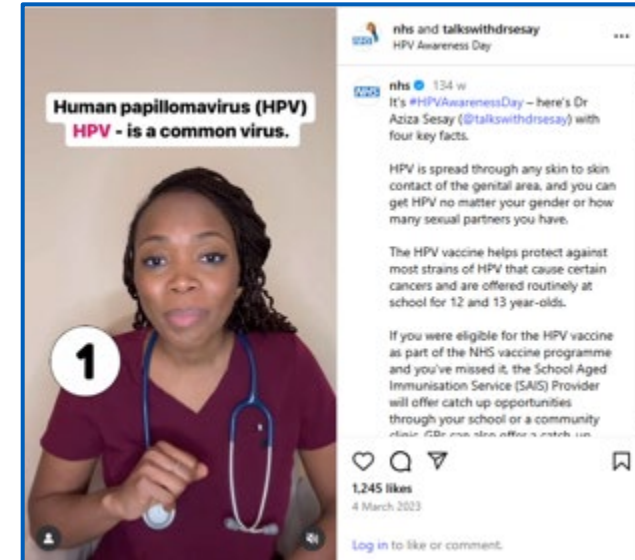 Human papillomavirus (HPV)
HPV - is a common virus.
1
nhs and talkswithdrsesay
HPV Awareness Day
NHS
nhs 134 w
It's #HPVAwarenessDay – here's Dr
Aziza Sesay (@talkswithdrsesay) with
four key facts.
HPV is spread through any skin to skin
contact of the genital area, and you can
get HPV no matter your gender or how
many sexual partners you have.
The HPV vaccine helps protect against
most strains of HPV that cause certain
cancers and are offered routinely at
school for 12 and 13 year-olds.
If you were eligible for the HPV vaccine
as part of the NHS vaccine programme
and you've missed it, the School Aged
Immunisation Service (SAIS) Provider
will offer catch up opportunities
through your school or a community
clinic. GPs can also offer a catch-up
1,245 likes
4 March 2023
Log in to like or comment.